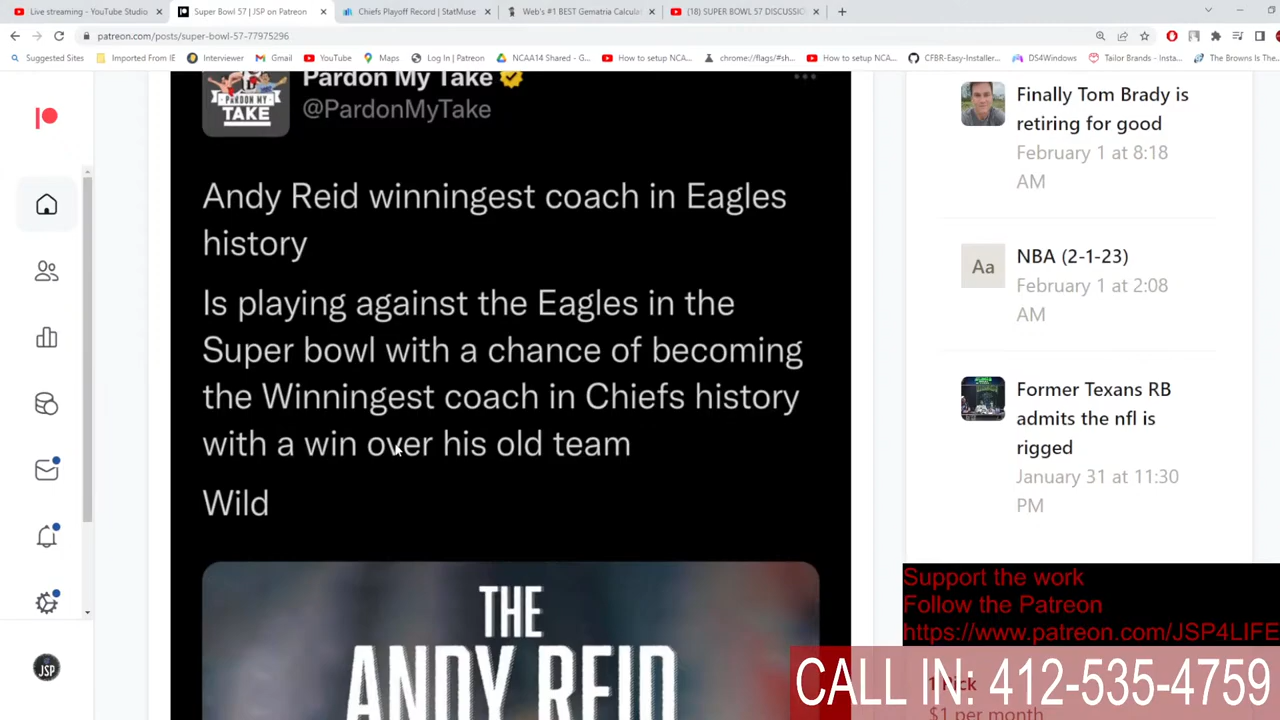 Live streaming - YouTube Studio
Super Bowl 57 | JSP on Patreon
Chiefs Playoff Record | StatMuse
Web's #1 BEST Gematria Calcula
(18) SUPER BOWL 57 DISCUSSIO
patreon.com/posts/super-bowl-57-77975296
Suggested Sites
Imported From IE
Interviewer
Gmail
YouTube
Maps
Log In | Patreon
NCAA14 Shared - G...
How to setup NCA...
chrome://flags/#sh...
How to setup NCA...
CFBR-Easy-Installer...
DS4Windows
Tailor Brands - Insta...
The Browns Is The...
PARDON MY
TAKE
Pardon My Take
@PardonMyTake
Andy Reid winningest coach in Eagles
history
Is playing against the Eagles in the
Super bowl with a chance of becoming
the Winningest coach in Chiefs history
with a win over his old team
Wild
THE
ANDY REID
Finally Tom Brady is
retiring for good
February 1 at 8:18
AM
Aa
NBA (2-1-23)
February 1 at 2:08
AM
Former Texans RB
admits the nfl is
rigged
January 31 at 11:30
PM
Support the work
Follow the Patreon
https://www.patreon.com/JSP4LIFE
CALL IN: 412-535-4759
$1 per month
JSP